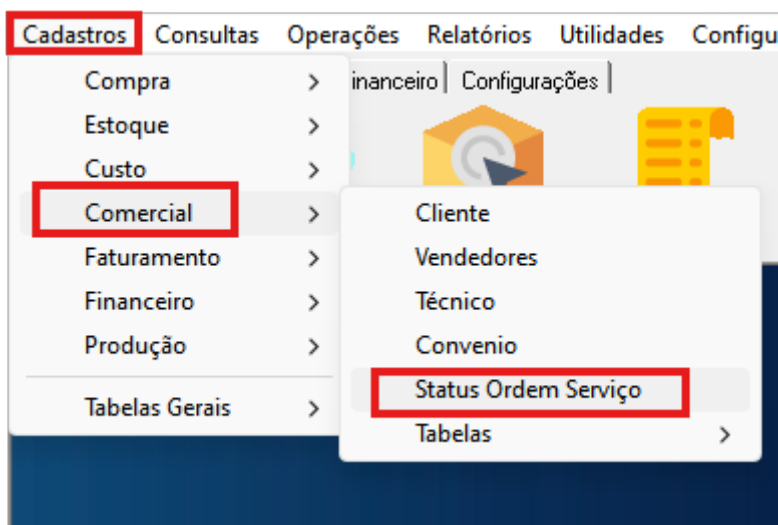 Cadastros Consultas Operações Relatórios Utilidades Configu
inanceiro Configurações
Compra
Estoque
Custo
Comercial
Faturamento
Financeiro
Produção
Tabelas Gerais
Cliente
Vendedores
Técnico
Convenio
Status Ordem Serviço
Tabelas